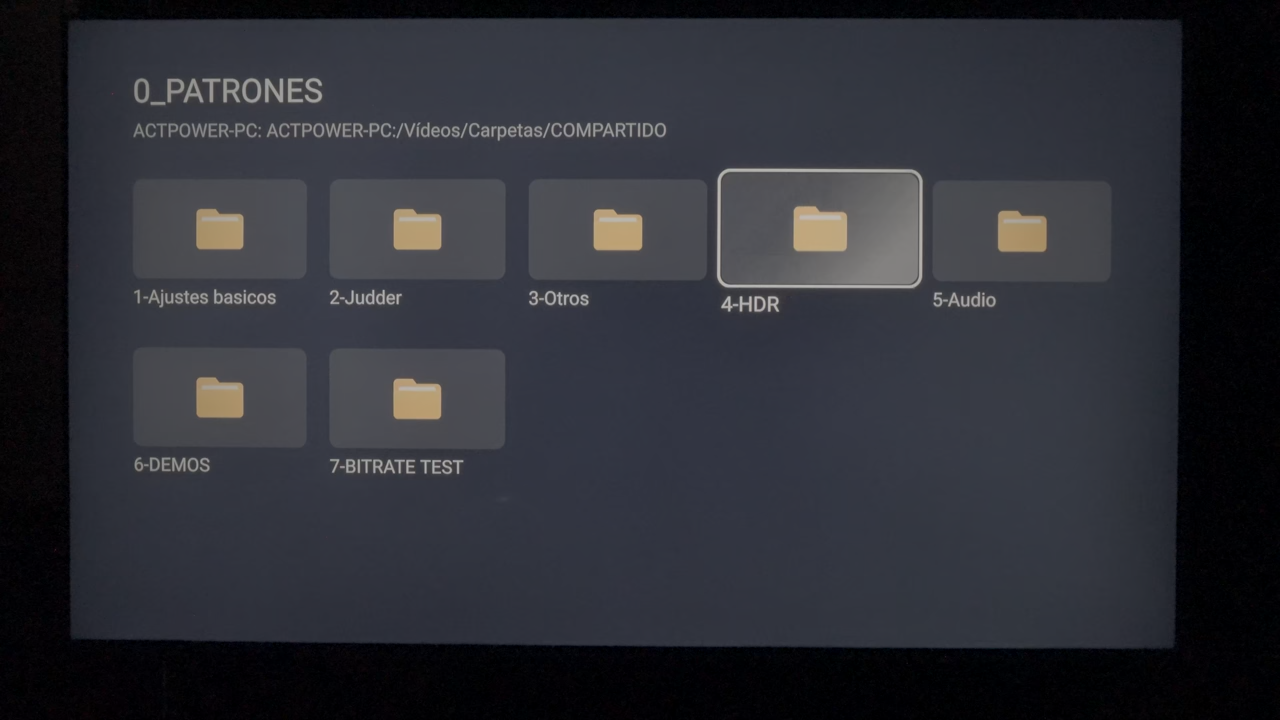 0_PATRONES
ACTPOWER-PC: ACTPOWER-PC:/Vídeos/Carpetas/COMPARTIDO
1-Ajustes basicos
2-Judder
3-Otros
4-HDR
5-Audio
6-DEMOS
7-BITRATE TEST